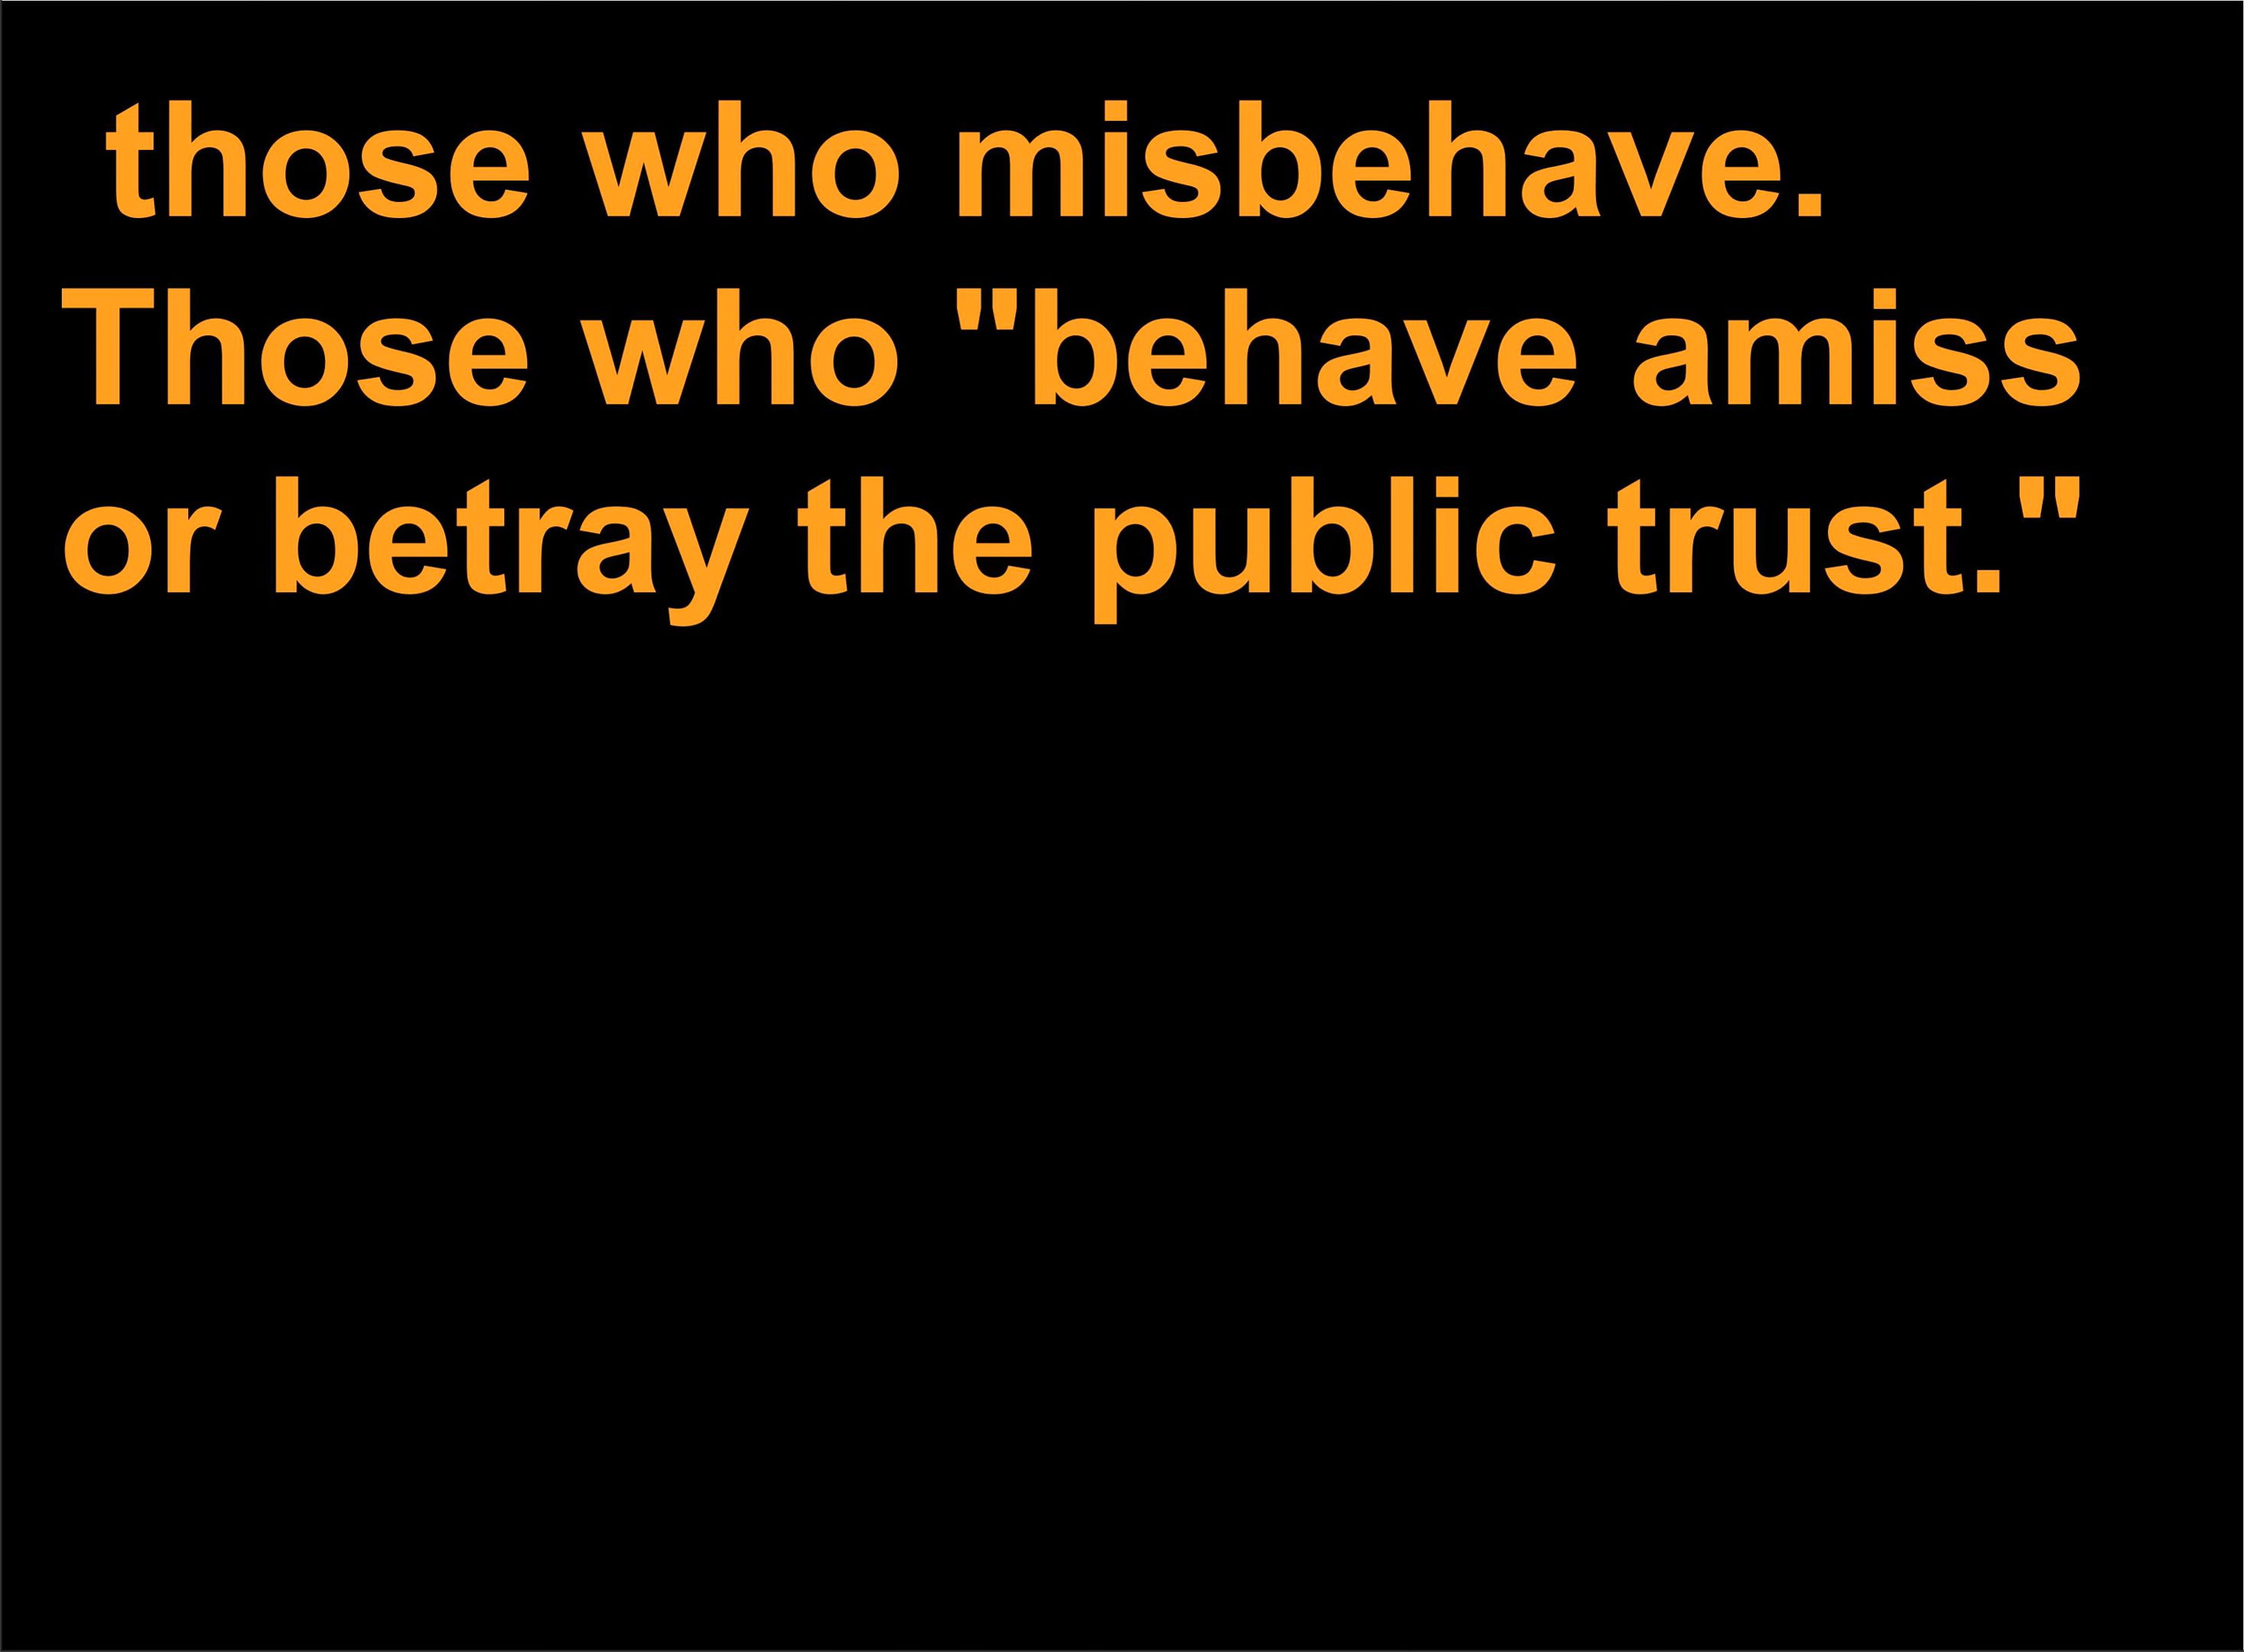 those who misbehave.
Those who "behave amiss
or betray the public trust."